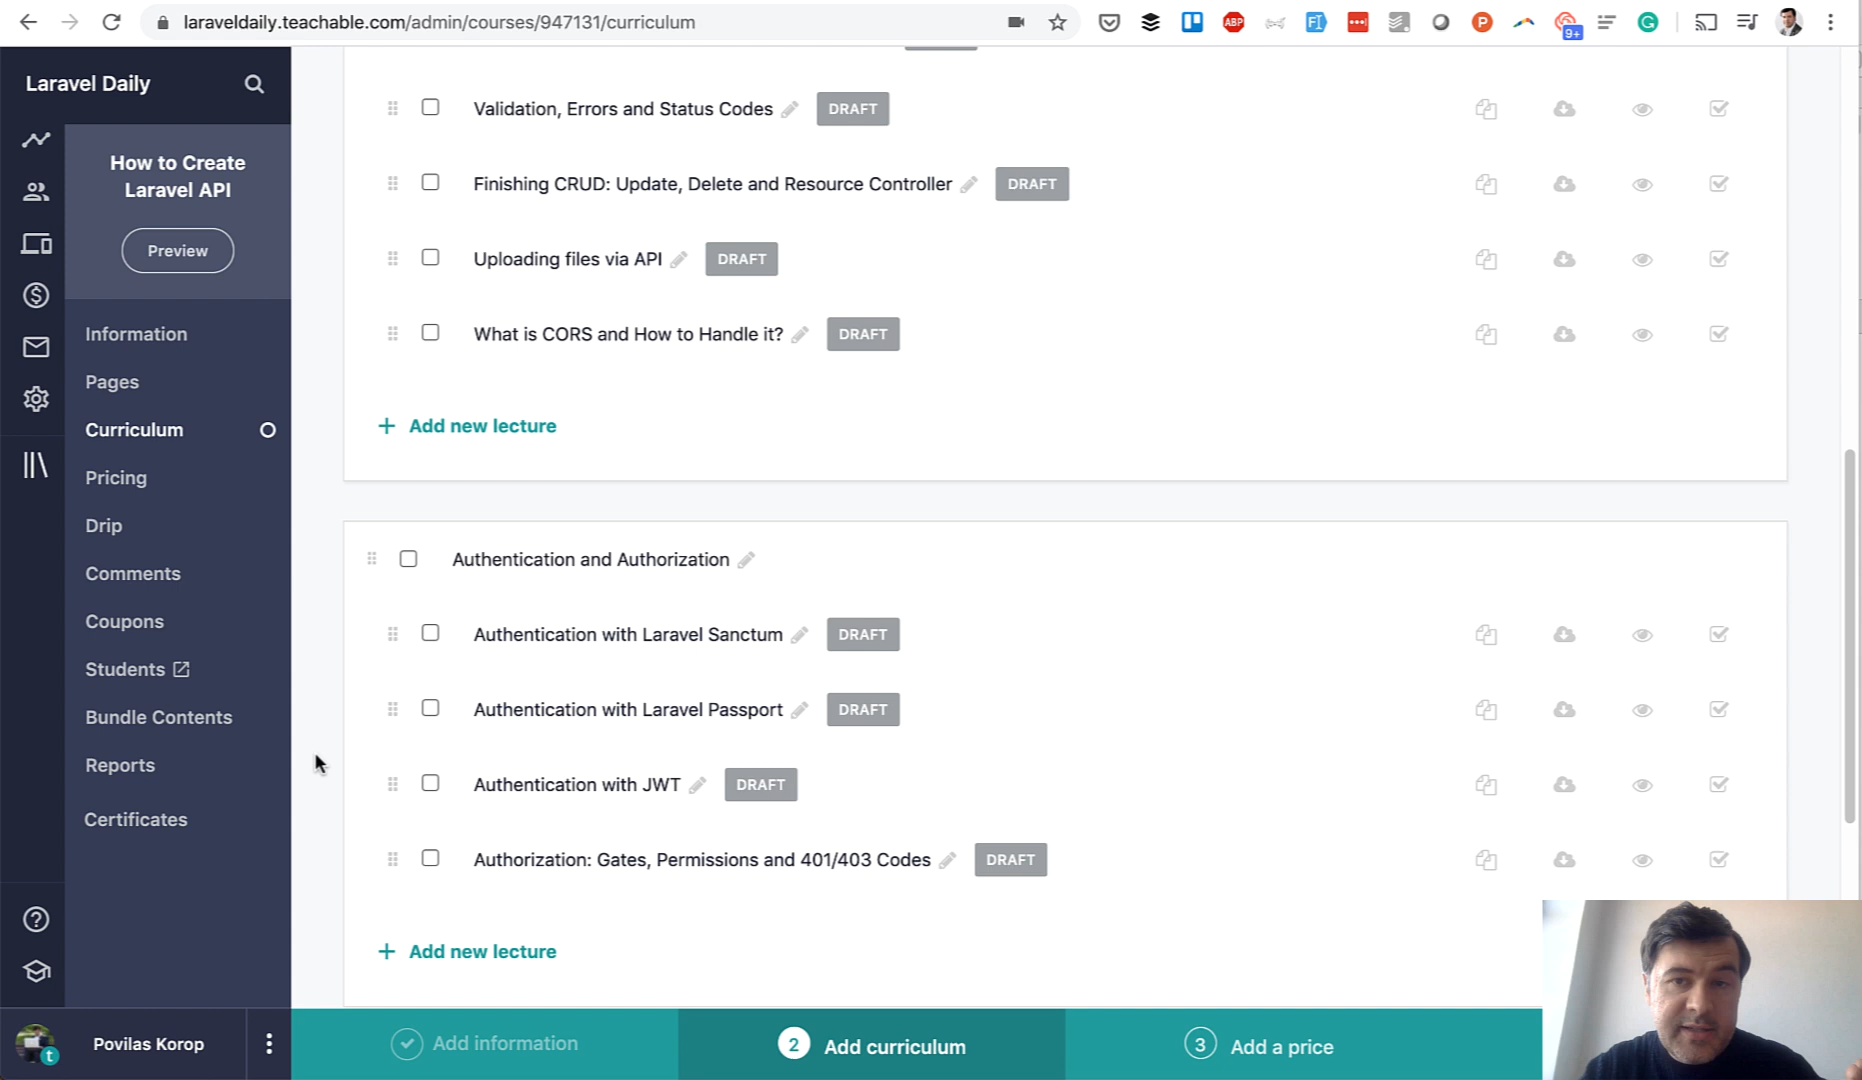 laraveldaily.teachable.com/admin/courses/947131/curriculum
ABP
P
9+
G
Laravel Daily
How to Create
Laravel API
Preview
Information
Pages
Curriculum
Pricing
Drip
Comments
Coupons
Students
Bundle Contents
Reports
Certificates
t
Povilas Korop
Validation, Errors and Status Codes DRAFT
Finishing CRUD: Update, Delete and Resource Controller DRAFT
Uploading files via API DRAFT
What is CORS and How to Handle it? DRAFT
+ Add new lecture
Authentication and Authorization
Authentication with Laravel Sanctum DRAFT
Authentication with Laravel Passport DRAFT
Authentication with JWT DRAFT
Authorization: Gates, Permissions and 401/403 Codes DRAFT
+ Add new lecture
Add information
2 Add curriculum
3 Add a price